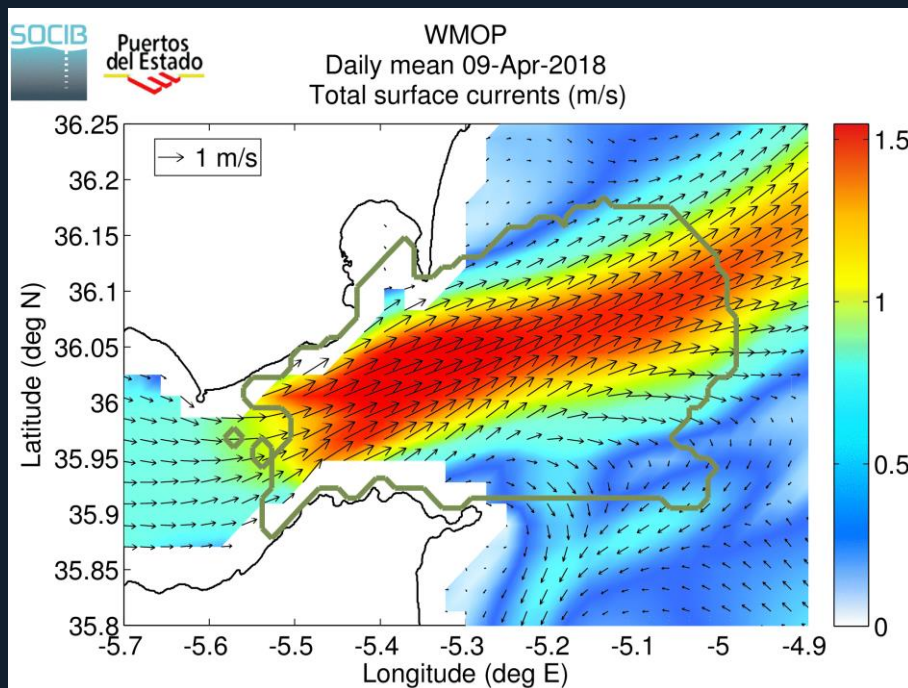 SOCIB
Puertos
del Estado
WMOP
Daily mean 09-Apr-2018
Total surface currents (m/s)
1 m/s
36.25
36.2
36.15
36.1
36.05
36
35.95
35.9
35.85
35.8
Latitude (deg N)
-5.7
-5.6
-5.5
-5.4
-5.3
-5.2
-5.1
-5
-4.9
Longitude (deg E)
1.5
1
0.5
0